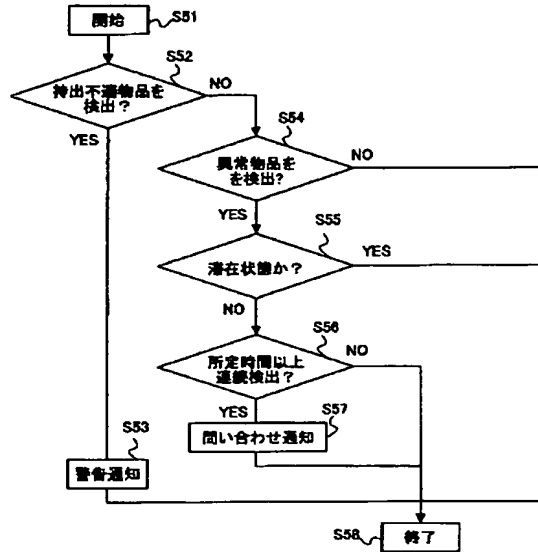 開始
S51
S52
持出不適物品を
検出？
NO
YES
S54
異常物品を
を検出?
NO
YES
S55
滞在状態か？
YES
NO
S56
所定時間以上
連続検出？
NO
YES
S57
問い合わせ通知
S53
警告通知
S58
終了